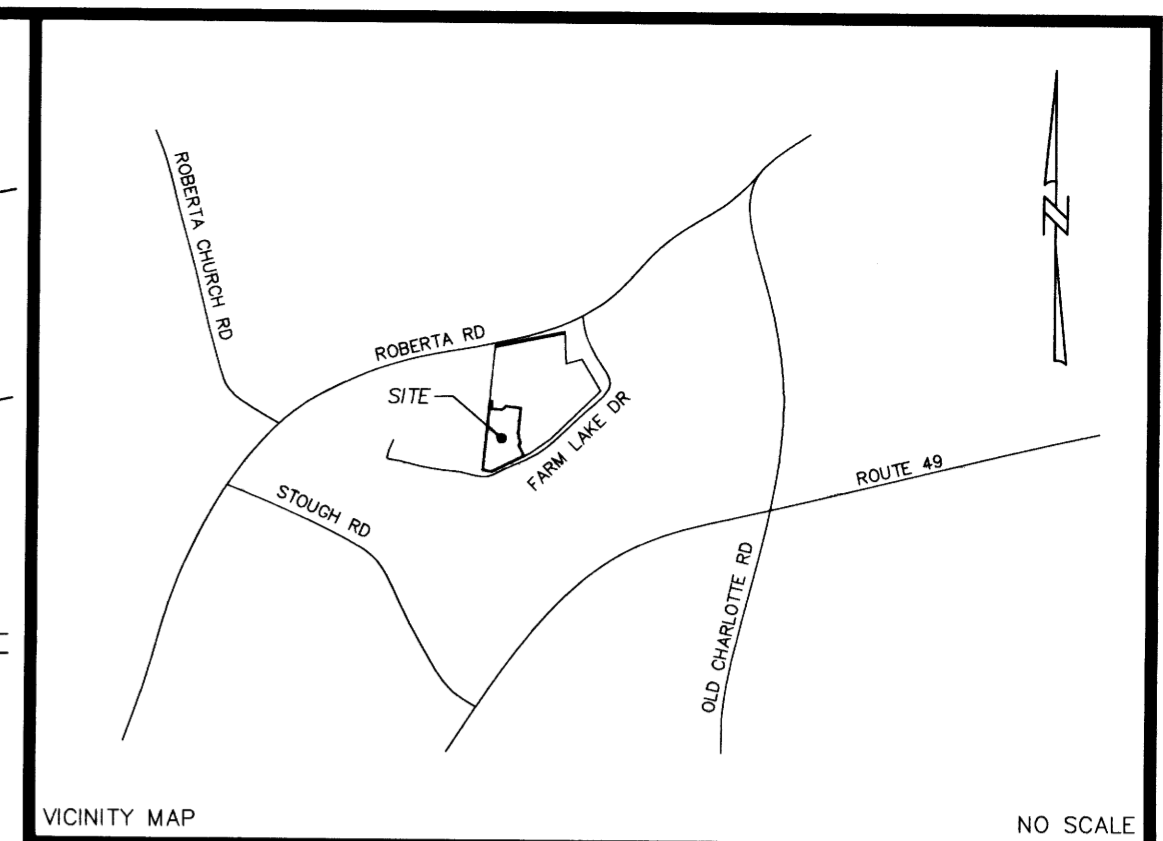 ROBERTA CHURCH RD
N
ROBERTA RD
SITE
FARM LAKE DR
ROUTE 49
STOUGH RD
OLD CHARLOTTE RD
VICINITY MAP
NO SCALE